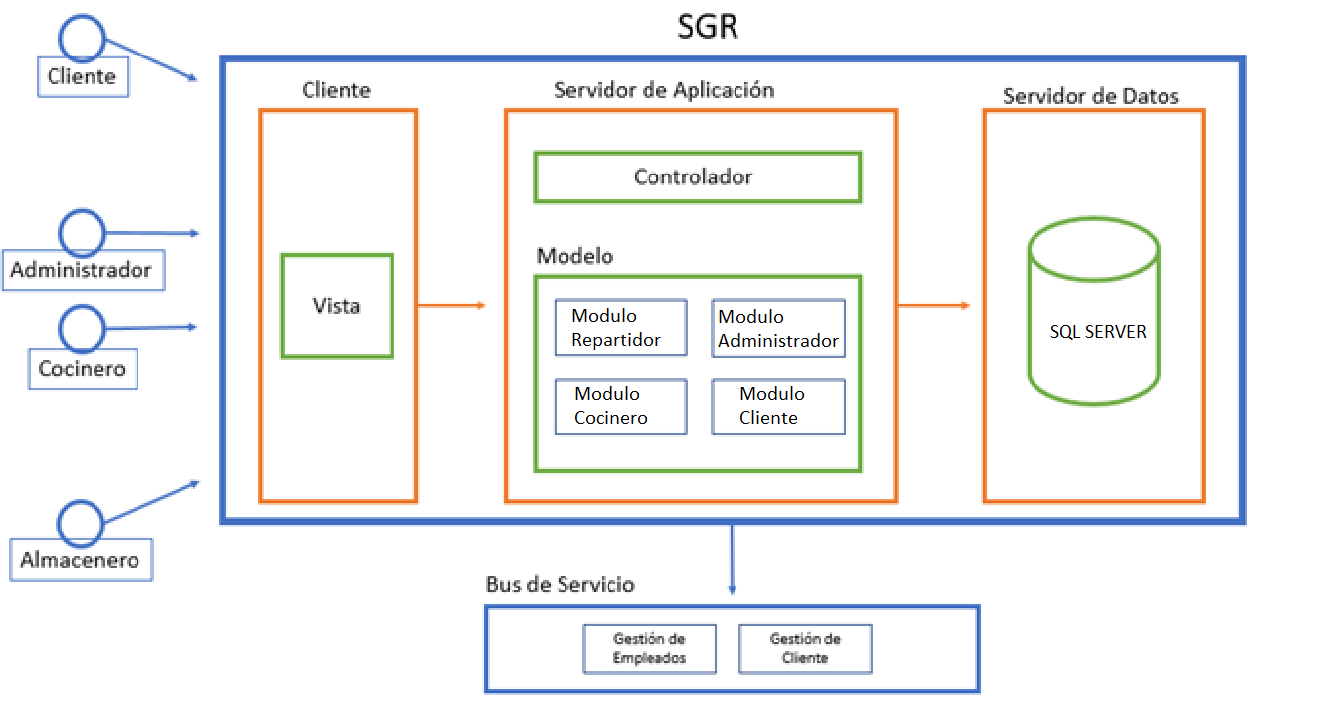 SGR
Cliente
Administrador
Cocinero
Almacenero
Cliente
Vista
Servidor de Aplicación
Controlador
Modelo
Modulo
Repartidor
Modulo
Administrador
Modulo
Cocinero
Modulo
Cliente
Servidor de Datos
SQL SERVER
Bus de Servicio
Gestión de
Empleados
Gestión de
Cliente